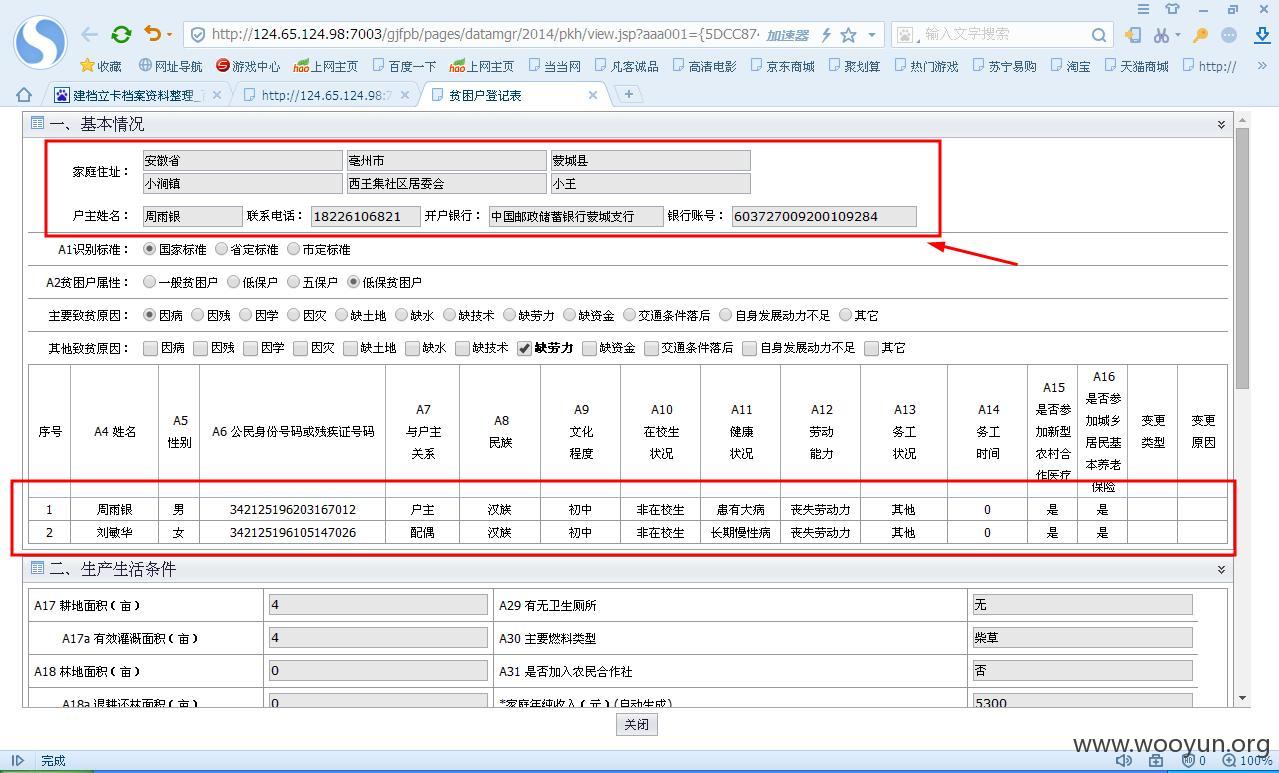 http://124.65.124.98:7003/gjfpb/pages/datamgr/2014/pkh/view.jsp?aaa001={5DCC87 加速器 输入文字搜索
收藏 网址导航 游戏中心 上网主页 百度一下 上网主页 当当网 凡客诚品 高清电影 京东商城 聚划算 热门游戏 苏宁易购 淘宝 天猫商城 http://
建档立卡档案资料整理_ http://124.65.124.98:7 贫困户登记表
一、基本情况
家庭住址： 安徽省 亳州市 蒙城县
小涧镇 西王集社区居委会 小王
户主姓名： 周雨银 联系电话： 18226106821 开户银行： 中国邮政储蓄银行蒙城支行 银行账号： 603727009200109284
A1识别标准： 国家标准 省定标准 市定标准
A2贫困户属性： 一般贫困户 低保户 五保户 低保贫困户
主要致贫原因： 因病 因残 因学 因灾 缺土地 缺水 缺技术 缺劳力 缺资金 交通条件落后 自身发展动力不足 其它
其他致贫原因： 因病 因残 因学 因灾 缺土地 缺水 缺技术 缺劳力 缺资金 交通条件落后 自身发展动力不足 其它
序号 A4 姓名 A5 性别 A6 公民身份号码或残疾证号码 A7 与户主关系 A8 民族 A9 文化程度 A10 在校生状况 A11 健康状况 A12 劳动能力 A13 务工状况 A14 务工时间 A15 是否参加新型农村合作医疗 A16 是否参加城乡居民基本养老保险 变更类型 变更原因
1 周雨银 男 342125196203167012 户主 汉族 初中 非在校生 患有大病 丧失劳动力 其他 0 是 是
2 刘敏华 女 342125196105147026 配偶 汉族 初中 非在校生 长期慢性病 丧失劳动力 其他 0 是 是
二、生产生活条件
A17 耕地面积（亩） 4 A29 有无卫生厕所 无
A17a 有效灌溉面积（亩） 4 A30 主要燃料类型 柴草
A18 林地面积（亩） 0 A31 是否加入农民合作社 否
A18a 退耕还林面积（亩） 0 *家庭年纯收入（元）（自动生成） 5300
关闭
www.wooyun.org
完成 0 100%